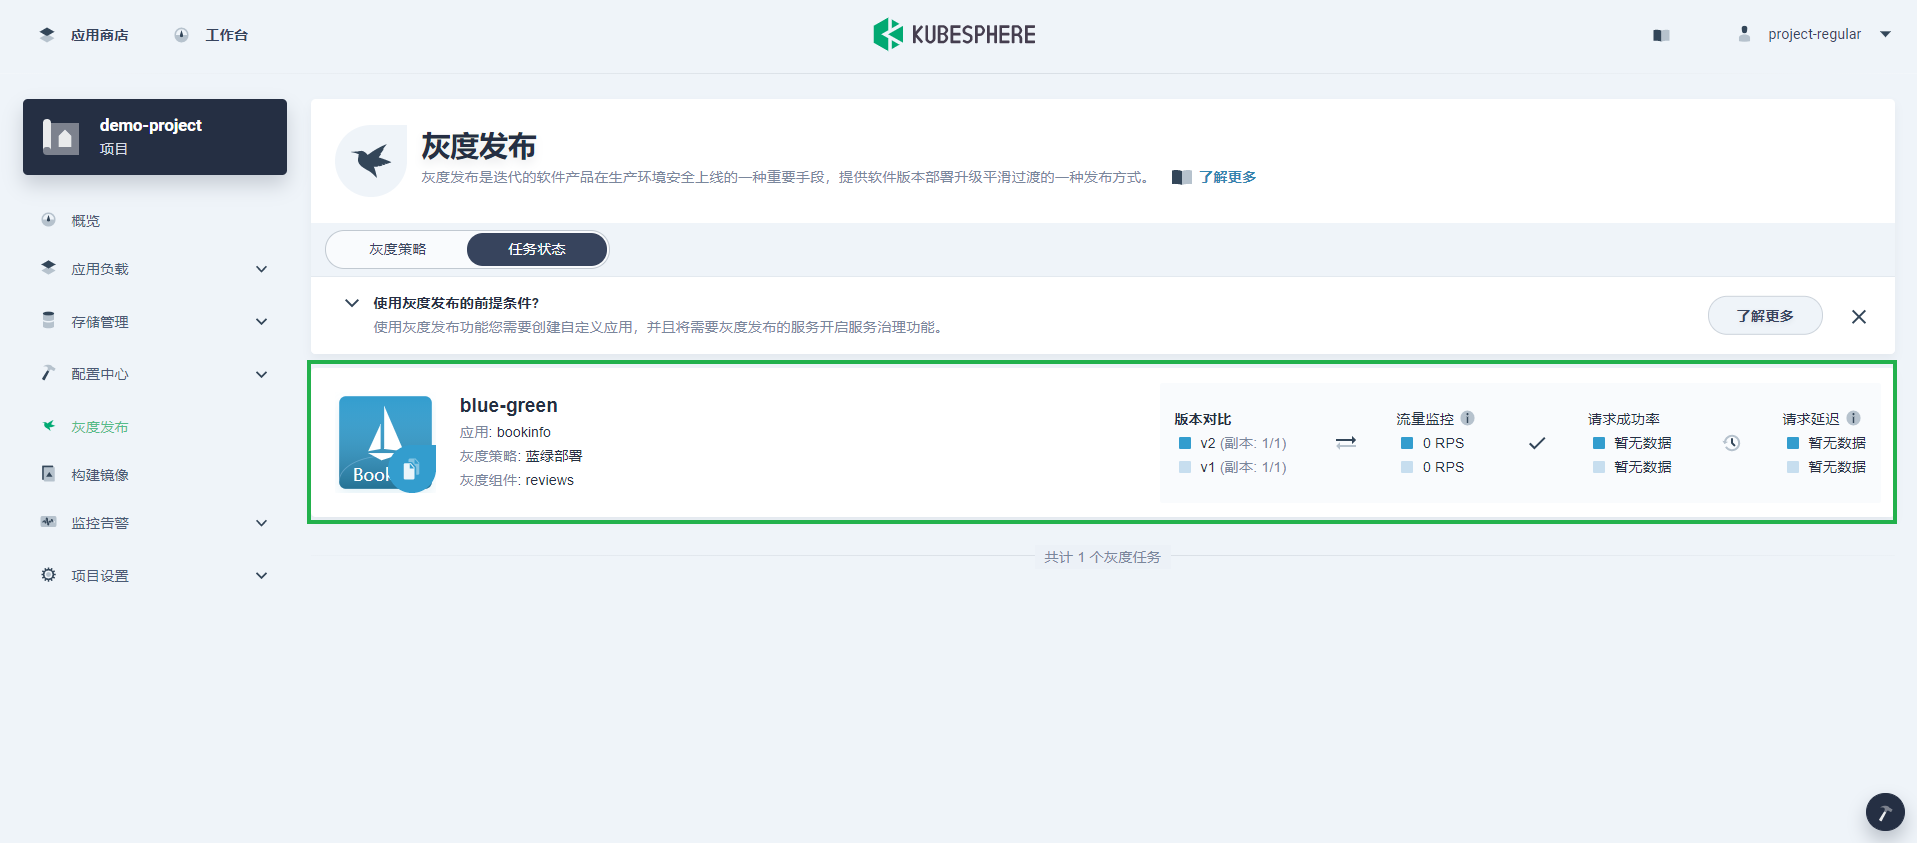 应用商店
工作台
KUBESPHERE
project-regular
demo-project
项目
概览
应用负载
存储管理
配置中心
灰度发布
构建镜像
监控告警
项目设置
灰度发布
灰度发布是迭代的软件产品在生产环境安全上线的一种重要手段，提供软件版本部署升级平滑过渡的一种发布方式。 了解更多
灰度策略
任务状态
使用灰度发布的前提条件?
使用灰度发布功能您需要创建自定义应用，并且将需要灰度发布的服务开启服务治理功能。
了解更多
Book
blue-green
应用: bookinfo
灰度策略: 蓝绿部署
灰度组件: reviews
版本对比
v2 (副本: 1/1)
v1 (副本: 1/1)
流量监控
0 RPS
0 RPS
请求成功率
暂无数据
暂无数据
请求延迟
暂无数据
暂无数据
共计 1 个灰度任务